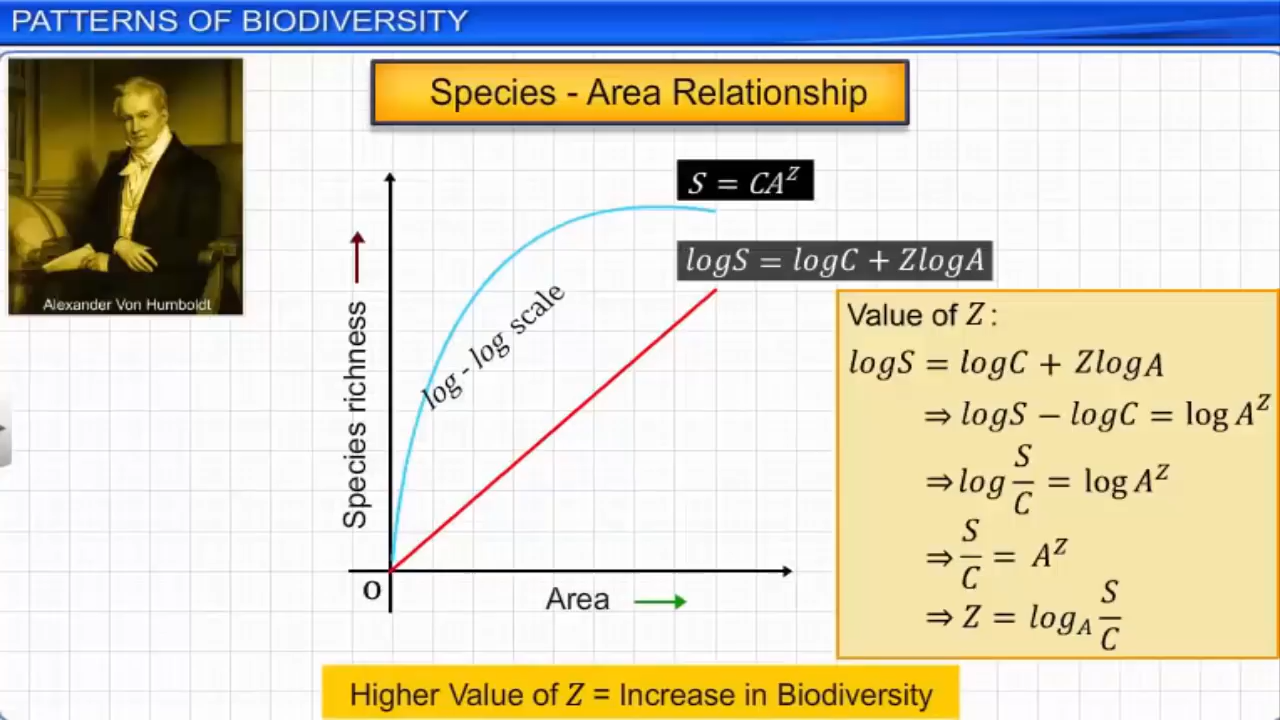 PATTERNS OF BIODIVERSITY
Species - Area Relationship
Alexander Von Humboldt
S = CA^Z
logS = logC + ZlogA
log - log scale
Species richness
O
Area
Value of Z :
logS = logC + ZlogA
⇒ logS − logC = log A^Z
⇒ log S/C = log A^Z
⇒ S/C = A^Z
⇒ Z = log_A S/C
Higher Value of Z = Increase in Biodiversity